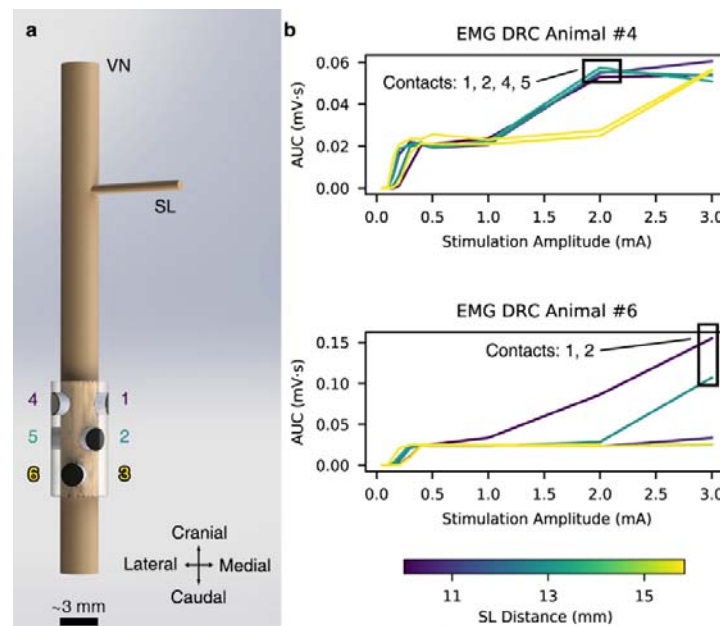 a
VN
SL
4
1
5
2
6
3
Cranial
Lateral
Medial
Caudal
~3 mm
b
EMG DRC Animal #4
Contacts: 1, 2, 4, 5
AUC (mV·s)
0.06
0.04
0.02
0.00
0.0 0.5 1.0 1.5 2.0 2.5 3.0
Stimulation Amplitude (mA)
EMG DRC Animal #6
Contacts: 1, 2
AUC (mV·s)
0.15
0.10
0.05
0.00
0.0 0.5 1.0 1.5 2.0 2.5 3.0
Stimulation Amplitude (mA)
11 13 15
SL Distance (mm)